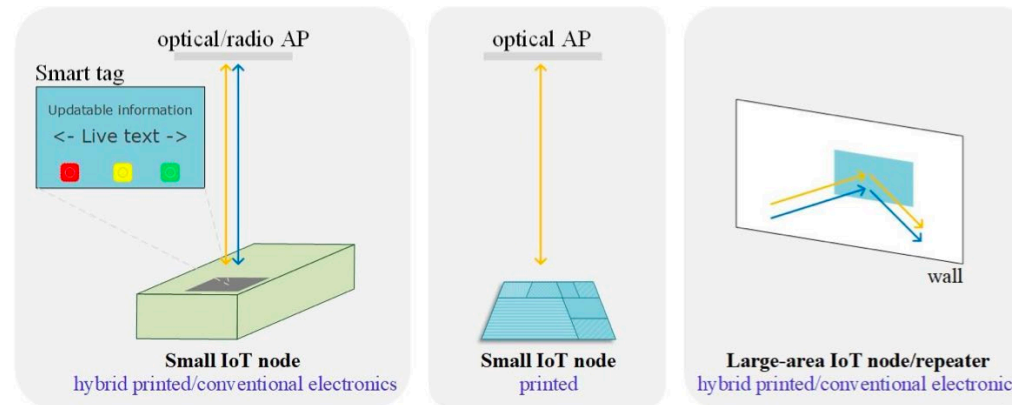 optical/radio AP
Smart tag
Updatable information
<- Live text ->
Small IoT node
hybrid printed/conventional electronics
optical AP
Small IoT node
printed
wall
Large-area IoT node/repeater
hybrid printed/conventional electronic